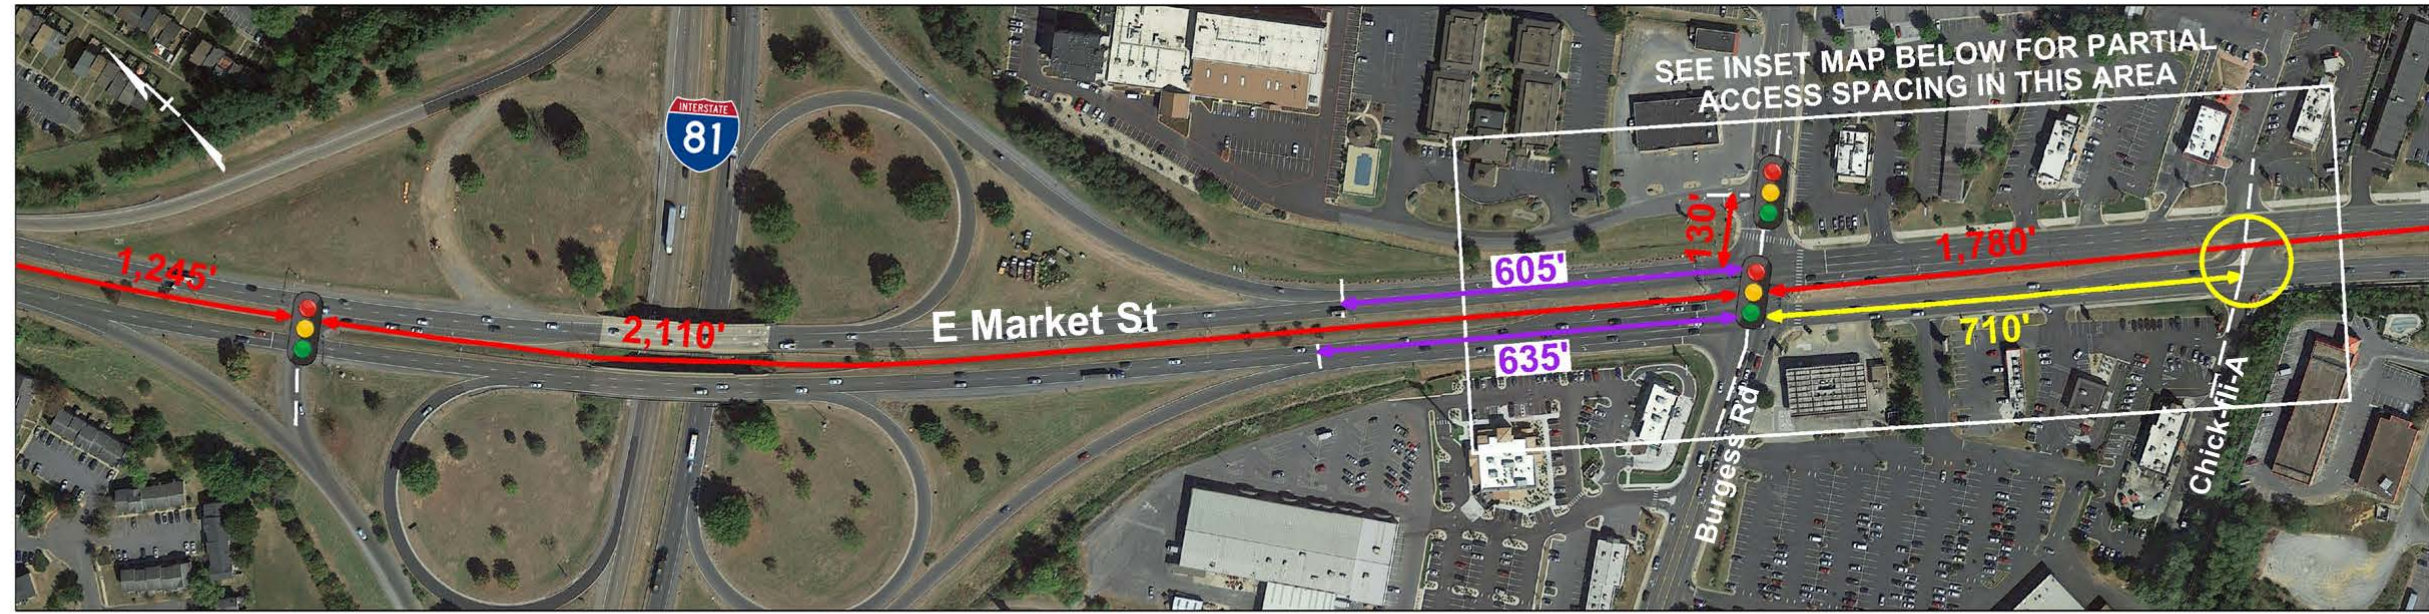 SEE INSET MAP BELOW FOR PARTIAL
ACCESS SPACING IN THIS AREA
INTERSTATE
81
1,245'
2,110'
E Market St
605'
635'
130'
1,780'
710'
Burgess Rd
Chick-fli-A